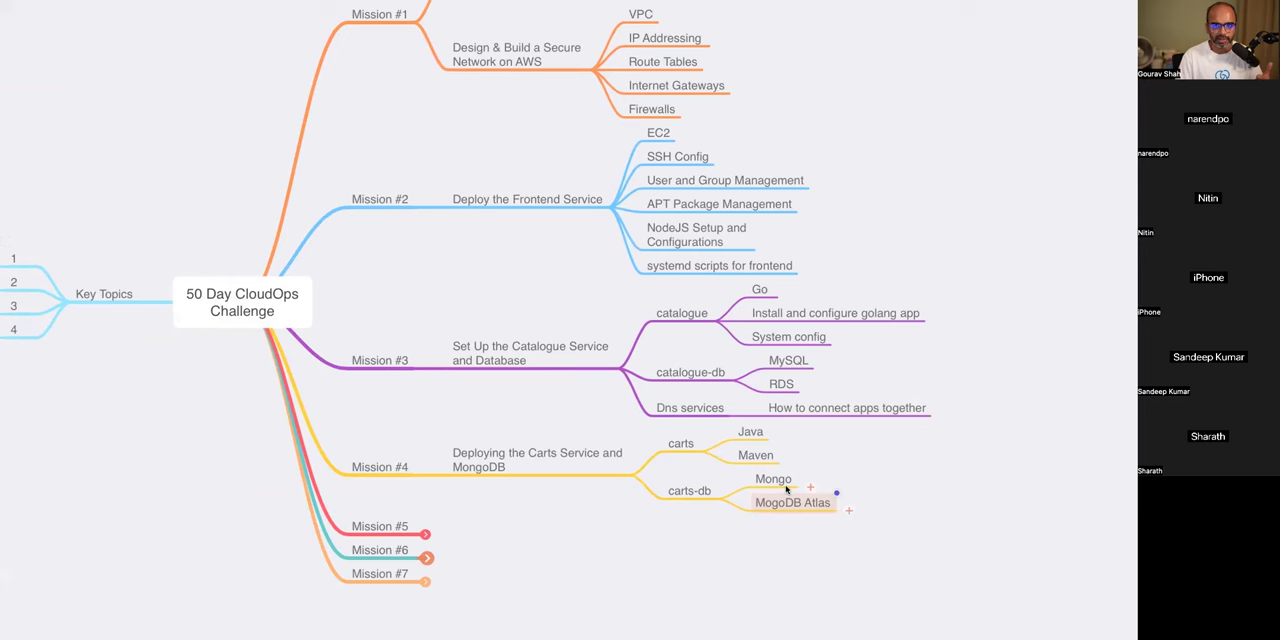 Mission #1
Design & Build a Secure
Network on AWS
VPC
IP Addressing
Route Tables
Internet Gateways
Firewalls
Mission #2
Deploy the Frontend Service
EC2
SSH Config
User and Group Management
APT Package Management
NodeJS Setup and
Configurations
systemd scripts for frontend
1
2
3
4
Key Topics
50 Day CloudOps
Challenge
Mission #3
Set Up the Catalogue Service
and Database
catalogue
Go
Install and configure golang app
System config
catalogue-db
MySQL
RDS
Dns services
How to connect apps together
Mission #4
Deploying the Carts Service and
MongoDB
carts
Java
Maven
carts-db
Mongo
MogoDB Atlas
Mission #5
Mission #6
Mission #7
Gourav Shah
narendpo
narendpo
Nitin
Nitin
iPhone
iPhone
Sandeep Kumar
Sandeep Kumar
Sharath
Sharath